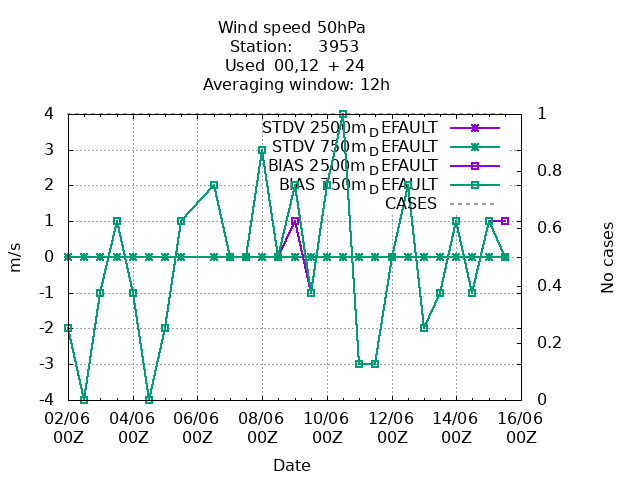 Wind speed 50hPa
Station: 3953
Used 00,12 + 24
Averaging window: 12h
STDV 2500m_DEFAULT
STDV 750m_DEFAULT
BIAS 2500m_DEFAULT
BIAS 750m_DEFAULT
CASES
m/s
4
3
2
1
0
-1
-2
-3
-4
No cases
1
0.8
0.6
0.4
0.2
0
02/06 04/06 06/06 08/06 10/06 12/06 14/06 16/06
00Z 00Z 00Z 00Z 00Z 00Z 00Z 00Z
Date